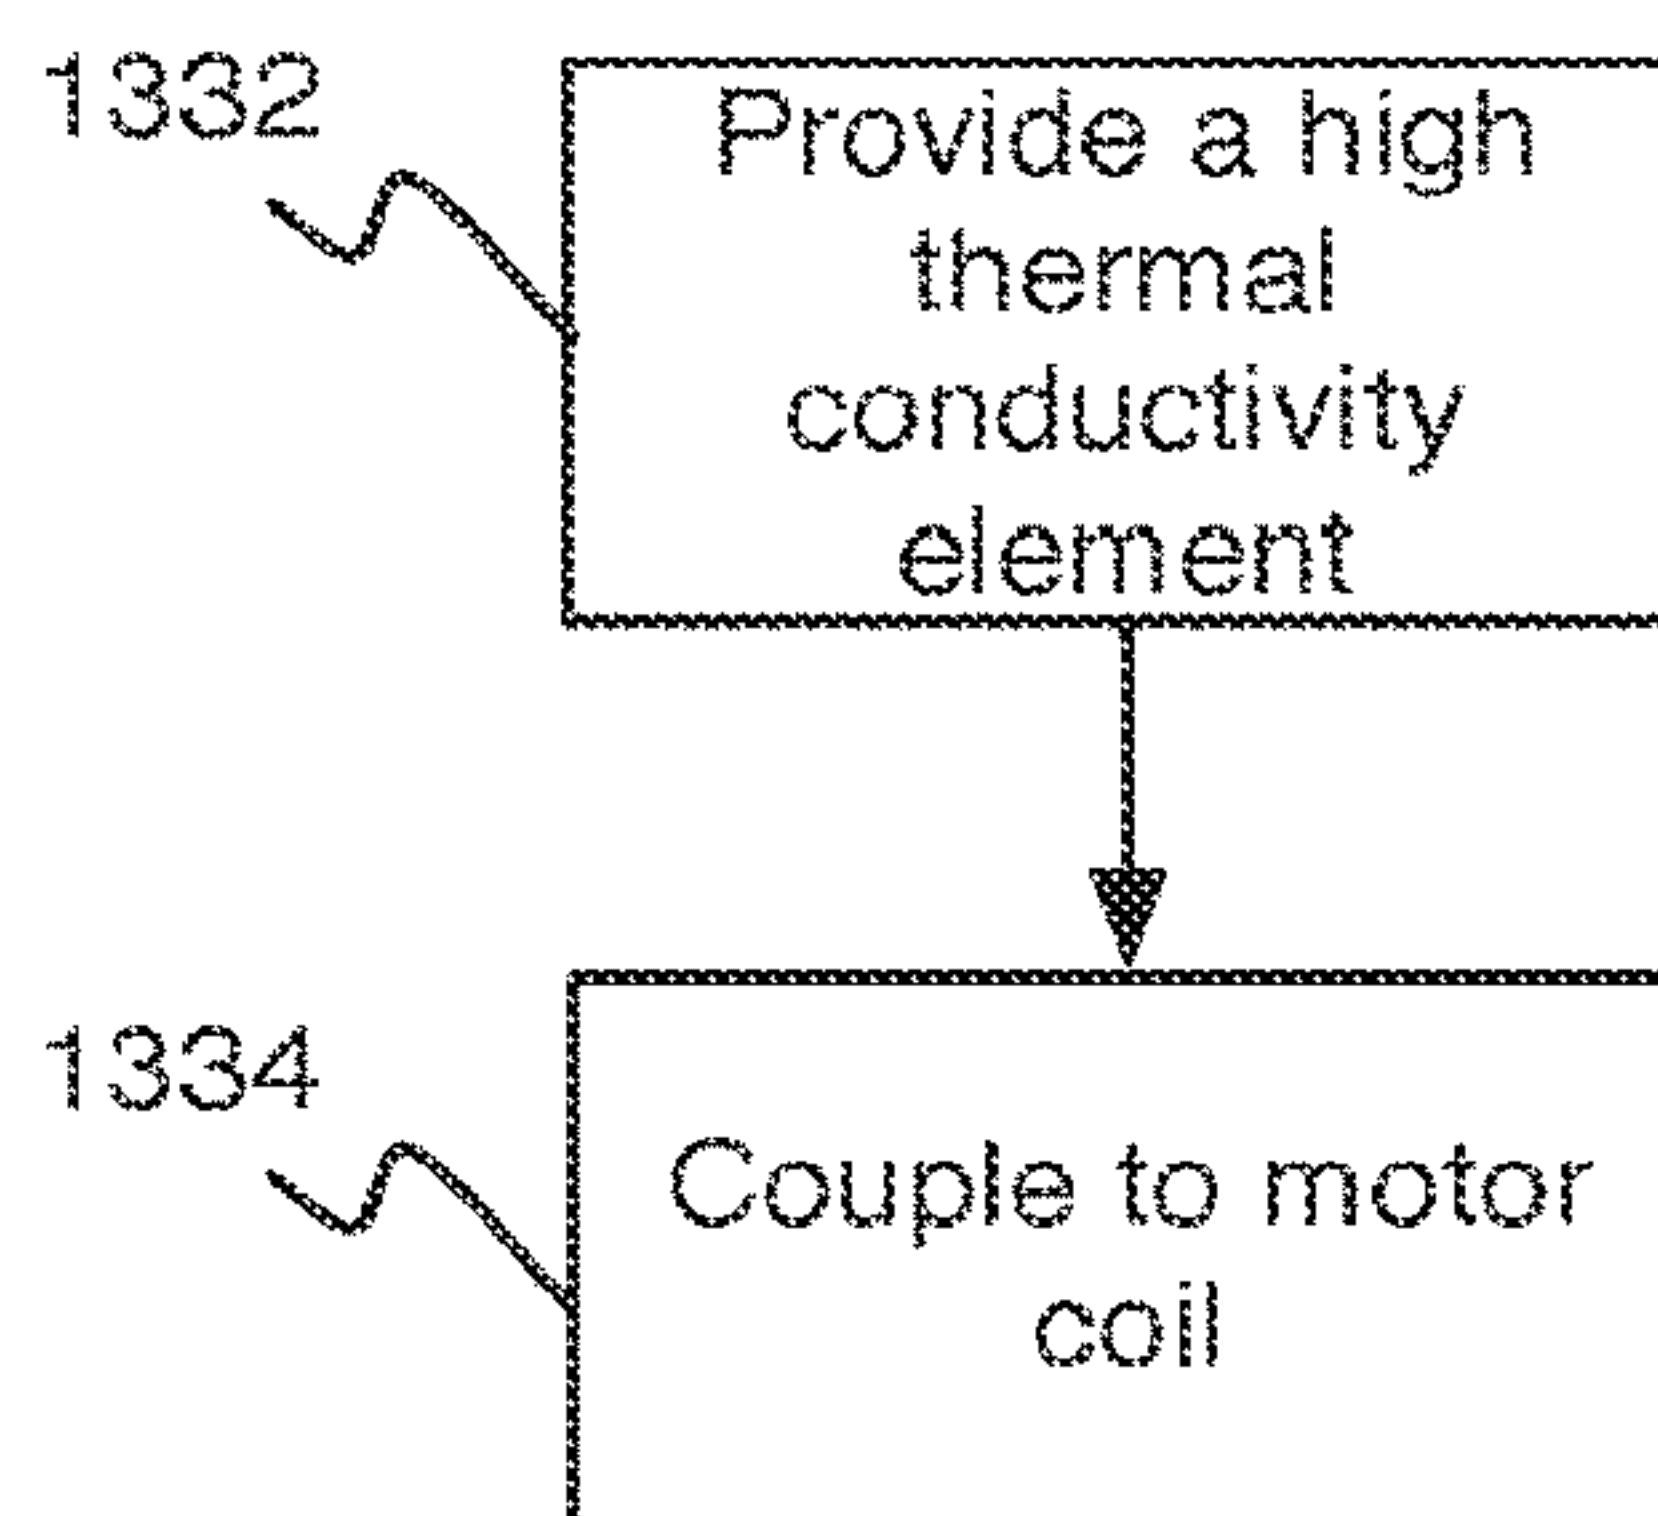 1332
Provide a high
thermal
conductivity
element
1334
Couple to motor
coil